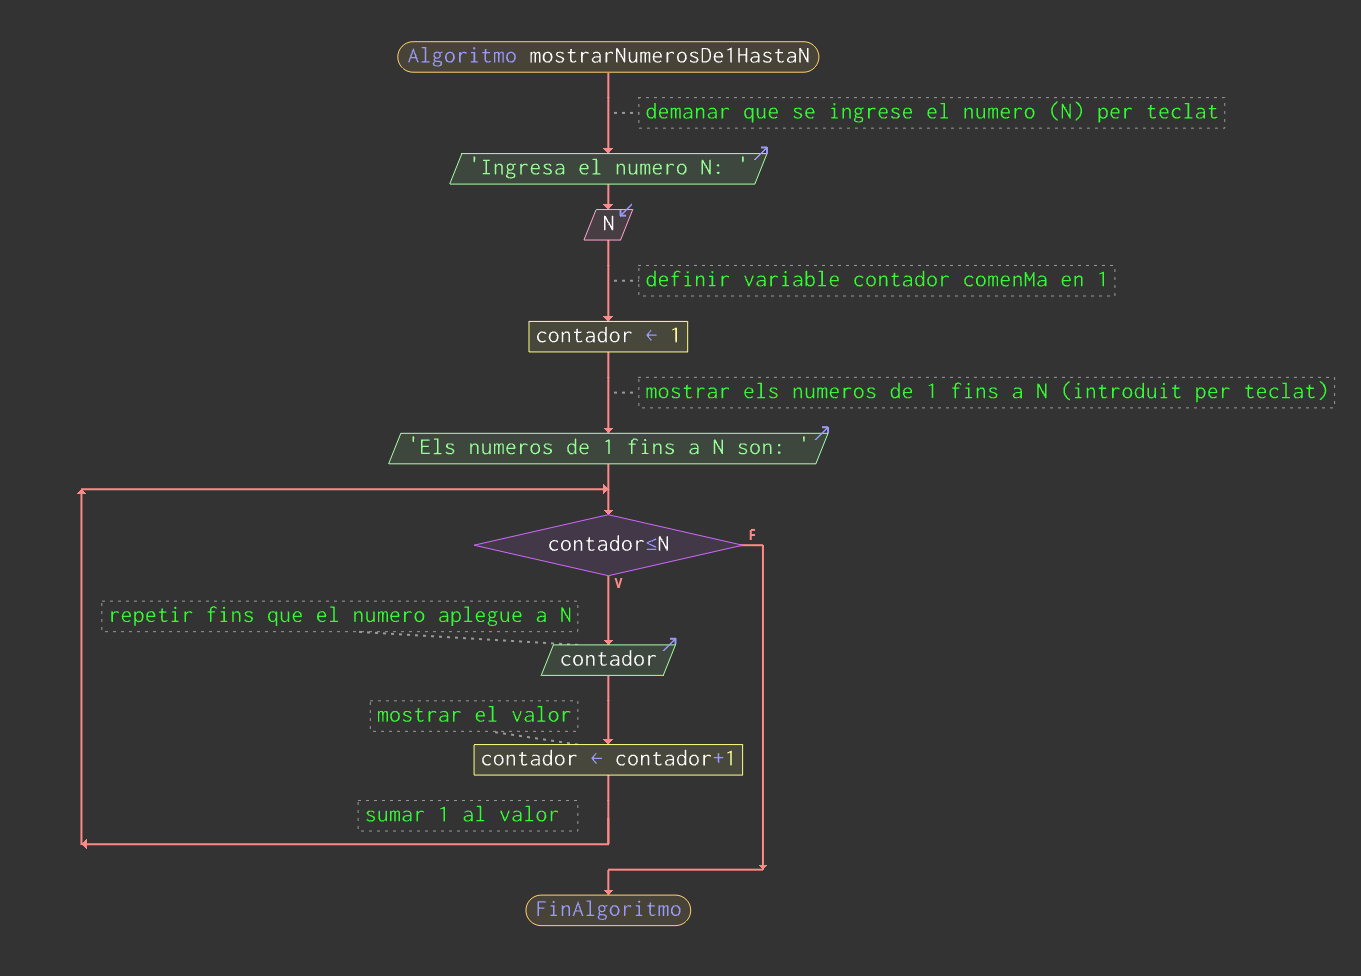 Algoritmo mostrarNumerosDe1HastaN
demanar que se ingrese el numero (N) per teclat
'Ingresa el numero N: '
N
definir variable contador comenMa en 1
contador ← 1
mostrar els numeros de 1 fins a N (introduit per teclat)
'Els numeros de 1 fins a N son: '
contador≤N
F
V
repetir fins que el numero aplegue a N
contador
mostrar el valor
contador ← contador+1
sumar 1 al valor
FinAlgoritmo